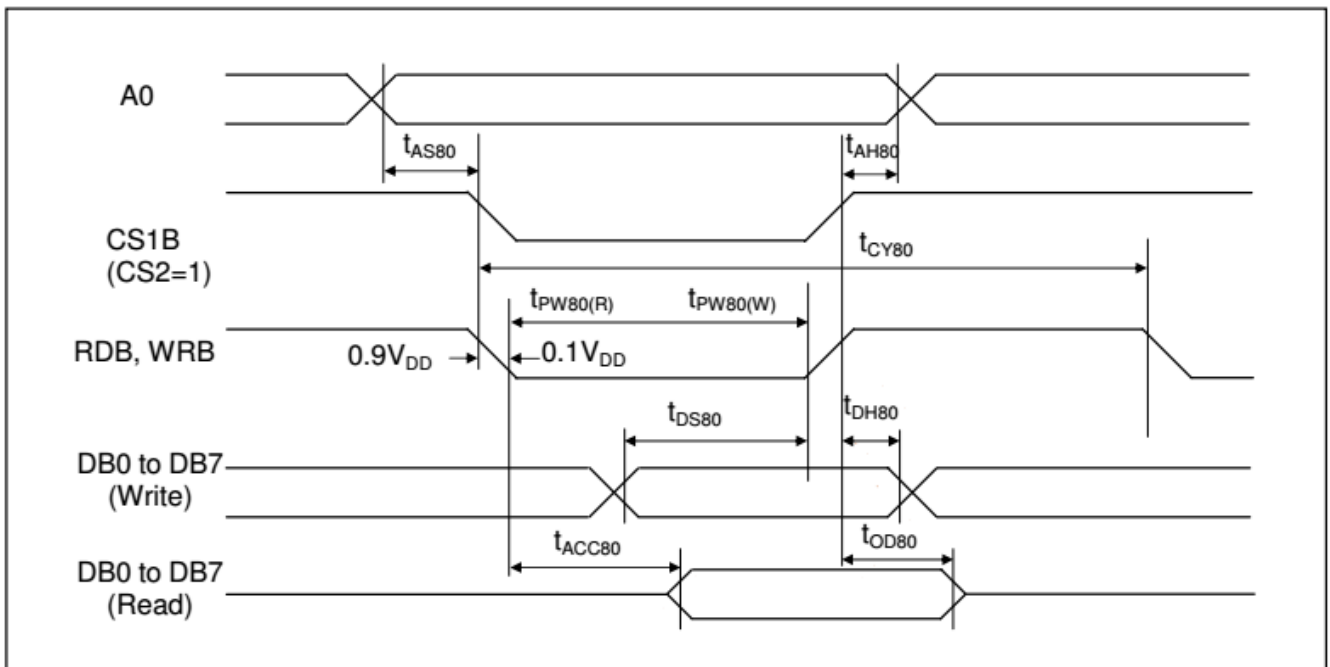 A0
tAS80
tAH80
CS1B
(CS2=1)
tCY80
tPW80(R) tPW80(W)
RDB, WRB
0.9VDD
0.1VDD
tDS80
tDH80
DB0 to DB7
(Write)
tACC80
tOD80
DB0 to DB7
(Read)